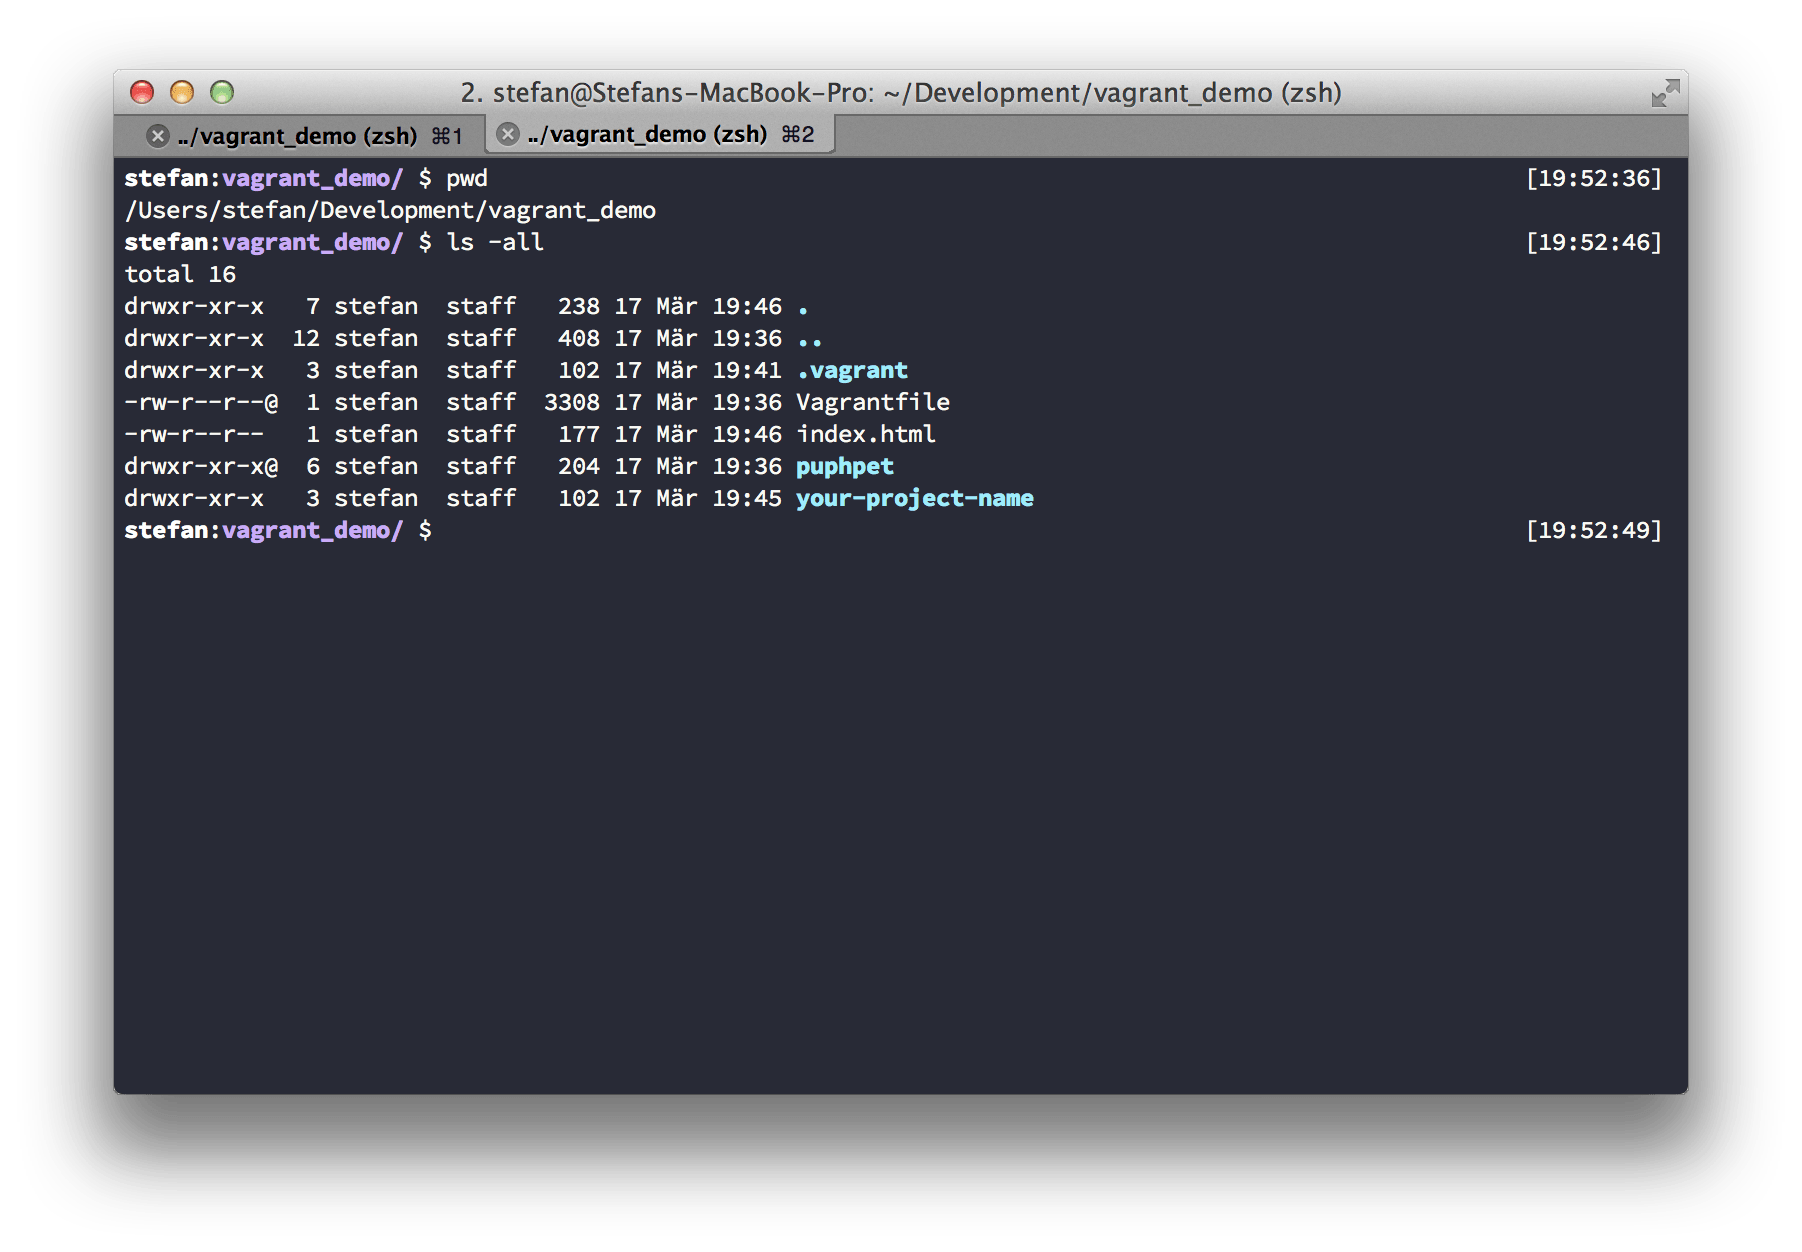 2. stefan@Stefans-MacBook-Pro: ~/Development/vagrant_demo (zsh)
../vagrant_demo (zsh) ⌘1 ../vagrant_demo (zsh) ⌘2
stefan:vagrant_demo/ $ pwd [19:52:36]
/Users/stefan/Development/vagrant_demo
stefan:vagrant_demo/ $ ls -all [19:52:46]
total 16
drwxr-xr-x   7 stefan  staff   238 17 Mär 19:46 .
drwxr-xr-x  12 stefan  staff   408 17 Mär 19:36 ..
drwxr-xr-x   3 stefan  staff   102 17 Mär 19:41 .vagrant
-rw-r--r--@  1 stefan  staff  3308 17 Mär 19:36 Vagrantfile
-rw-r--r--   1 stefan  staff   177 17 Mär 19:46 index.html
drwxr-xr-x@  6 stefan  staff   204 17 Mär 19:36 puphpet
drwxr-xr-x   3 stefan  staff   102 17 Mär 19:45 your-project-name
stefan:vagrant_demo/ $ [19:52:49]